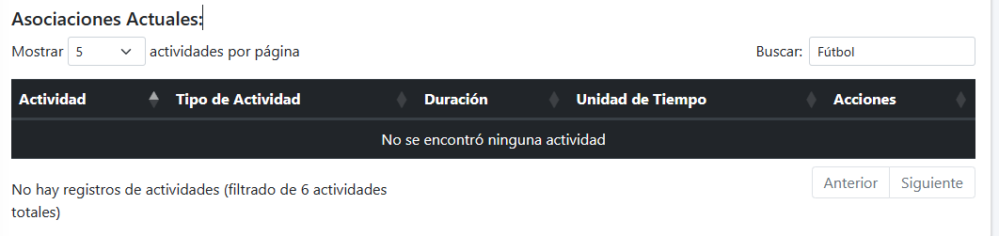 Asociaciones Actuales:
Mostrar 5 actividades por página
Buscar: Fútbol
Actividad Tipo de Actividad Duración Unidad de Tiempo Acciones
No se encontró ninguna actividad
No hay registros de actividades (filtrado de 6 actividades
totales)
Anterior Siguiente